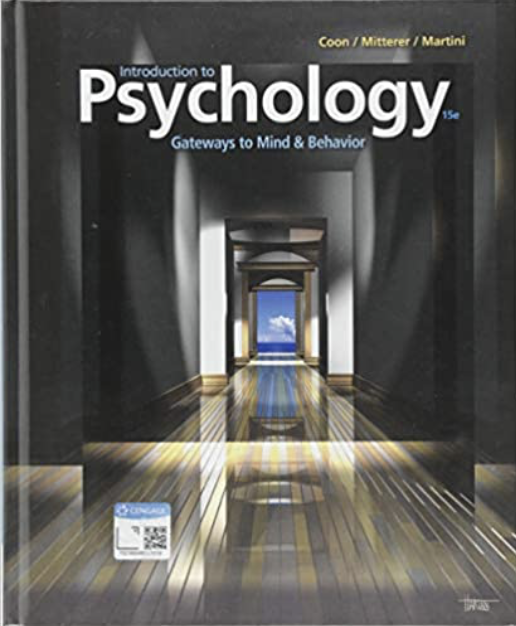 Coon / Mitterer / Martini
Introduction to
Psychology 15e
Gateways to Mind & Behavior
CENGAGE